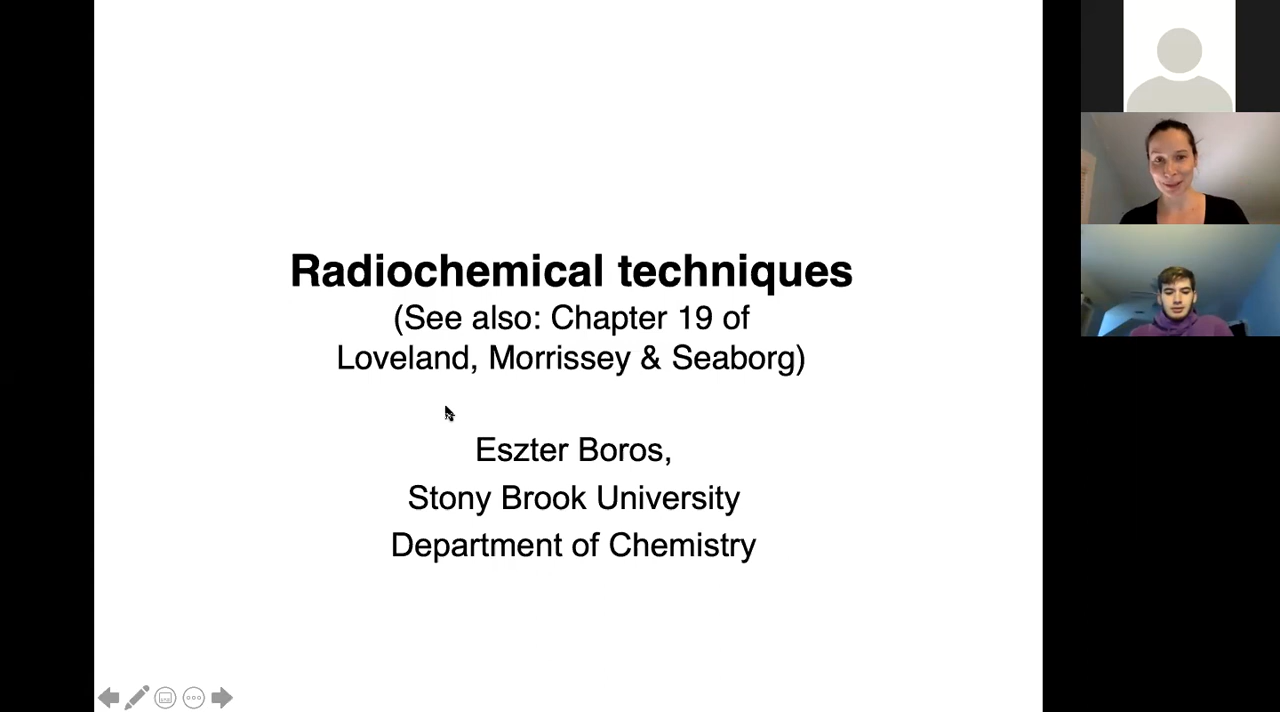 Radiochemical techniques
(See also: Chapter 19 of
Loveland, Morrissey & Seaborg)
Eszter Boros,
Stony Brook University
Department of Chemistry